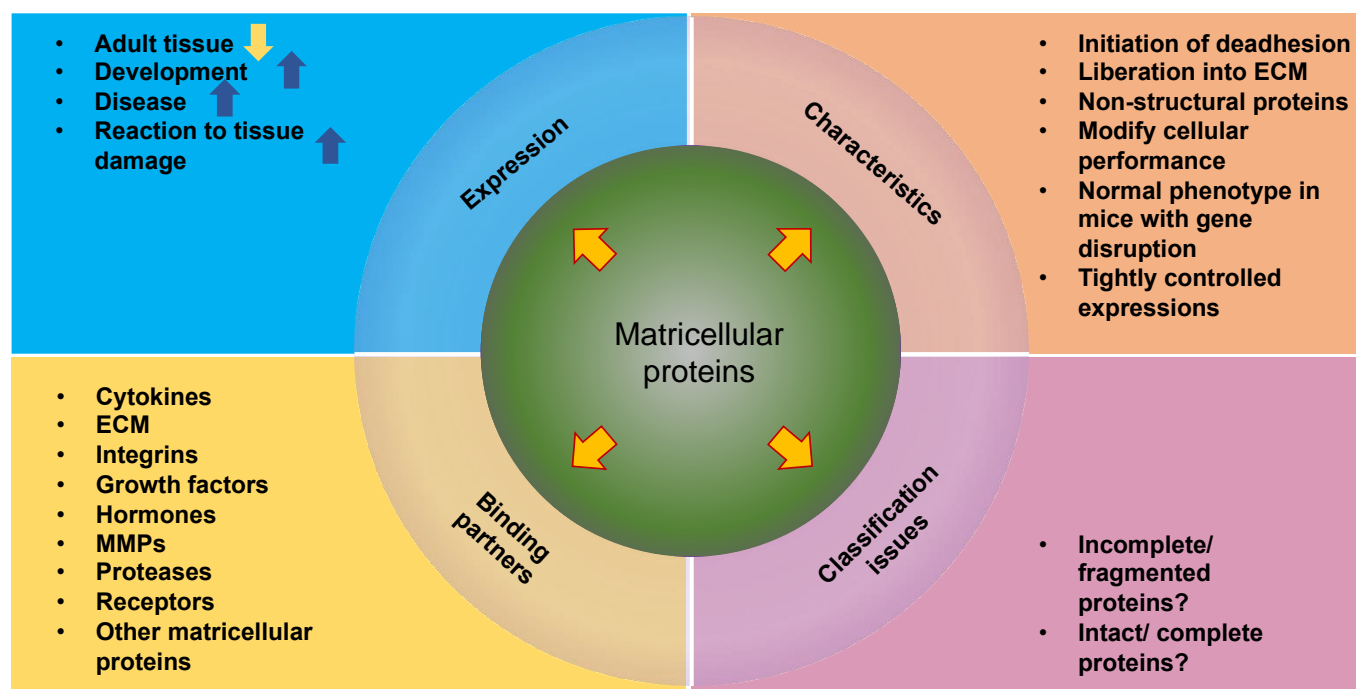 • Adult tissue
• Development
• Disease
• Reaction to tissue
damage
Expression
Characteristics
• Initiation of deadhesion
• Liberation into ECM
• Non-structural proteins
• Modify cellular
performance
• Normal phenotype in
mice with gene
disruption
• Tightly controlled
expressions
Matricellular
proteins
• Cytokines
• ECM
• Integrins
• Growth factors
• Hormones
• MMPs
• Proteases
• Receptors
• Other matricellular
proteins
Binding
partners
Classification
issues
• Incomplete/
fragmented
proteins?
• Intact/ complete
proteins?